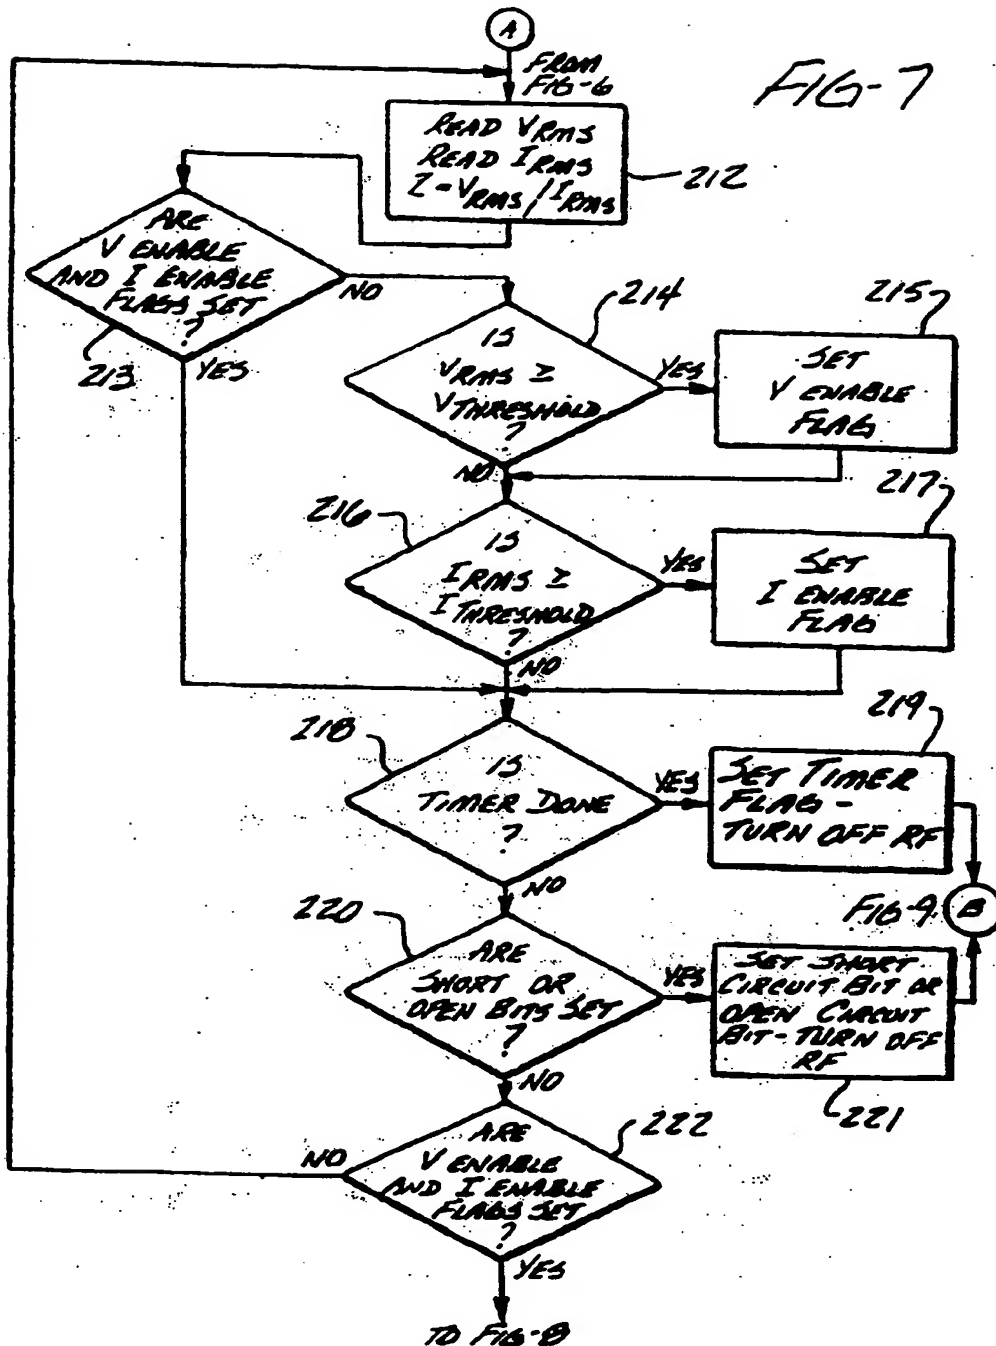 A
FROM
FIG-6
FIG-7
READ VRMS
READ IRMS
Z=VRMS/IRMS
212
ARE
V ENABLE
AND I ENABLE
FLAGS SET
?
213
NO
YES
214
IS
VRMS ≥
VTHRESHOLD
?
YES
NO
215
SET
V ENABLE
FLAG
216
IS
IRMS ≥
ITHRESHOLD
?
YES
NO
217
SET
I ENABLE
FLAG
218
IS
TIMER DONE
?
YES
NO
219
SET TIMER
FLAG-
TURN OFF RF
FIG-9
B
220
ARE
SHORT OR
OPEN BITS SET
?
YES
NO
SET SHORT
CIRCUIT BIT OR
OPEN CIRCUIT
BIT-TURN OFF
RF
221
222
ARE
V ENABLE
AND I ENABLE
FLAGS SET
?
NO
YES
TO FIG-8